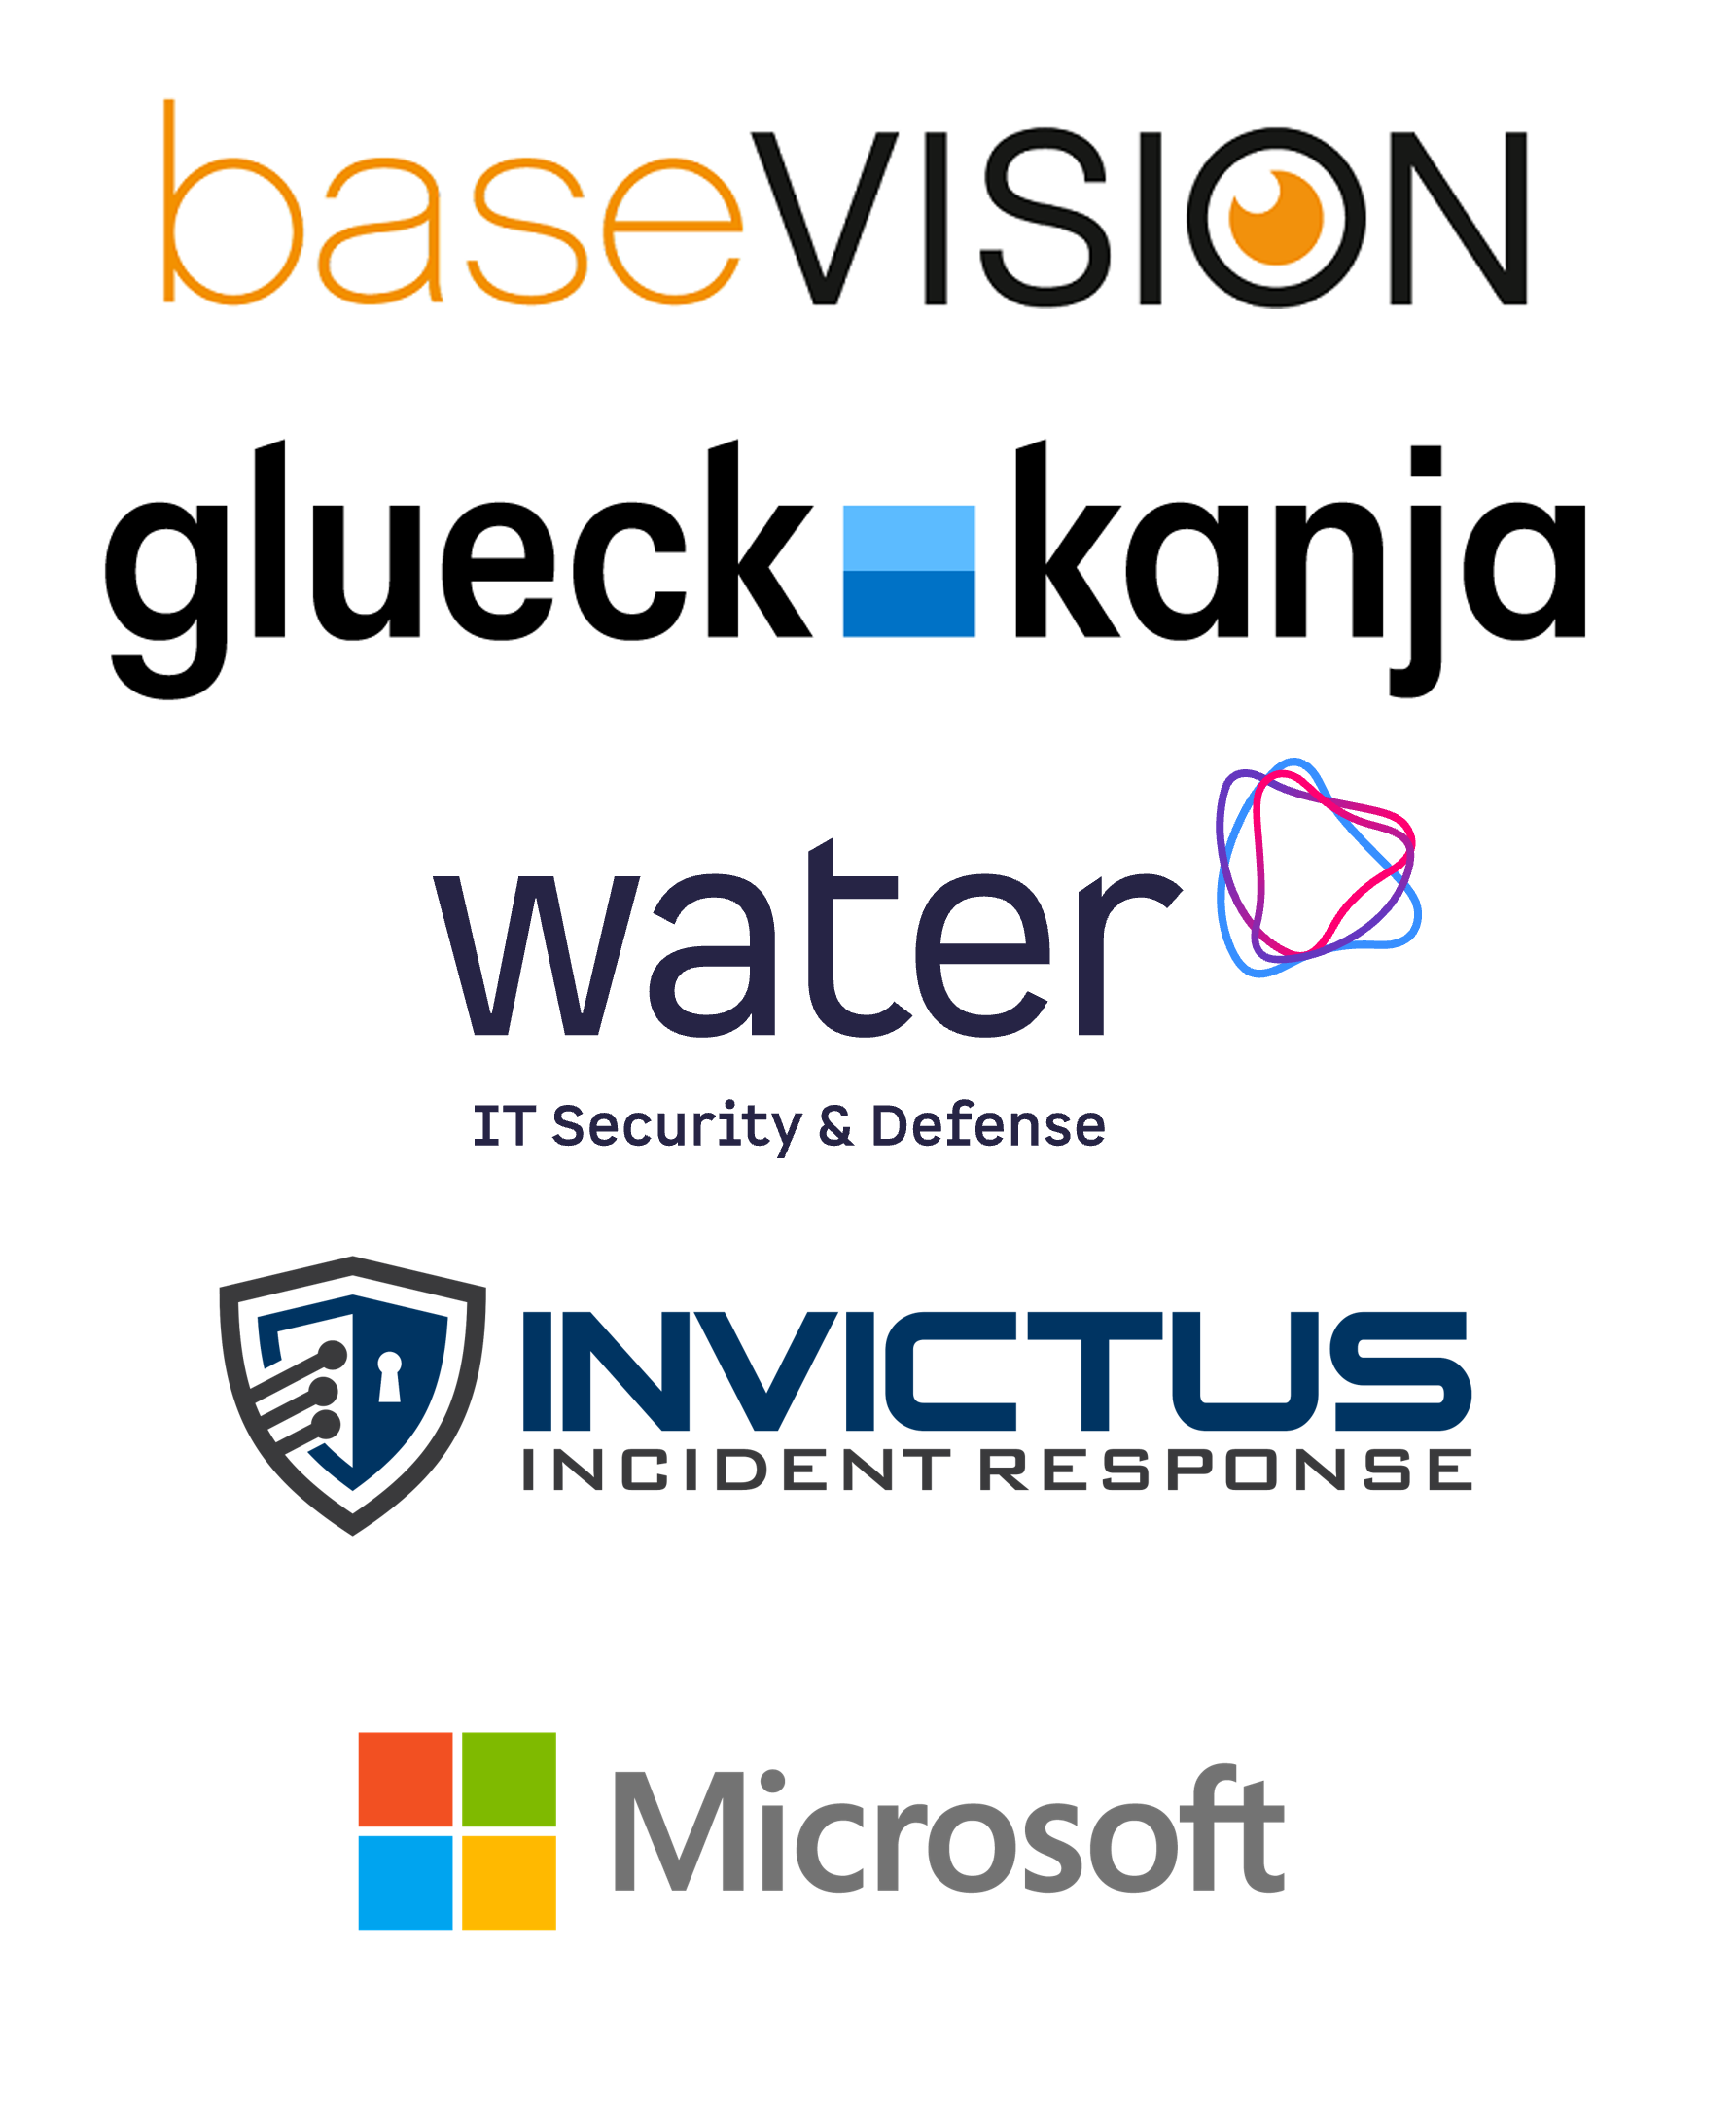 baseVISION
glueck kanja
water
IT Security & Defense
INVICTUS
INCIDENT RESPONSE
Microsoft